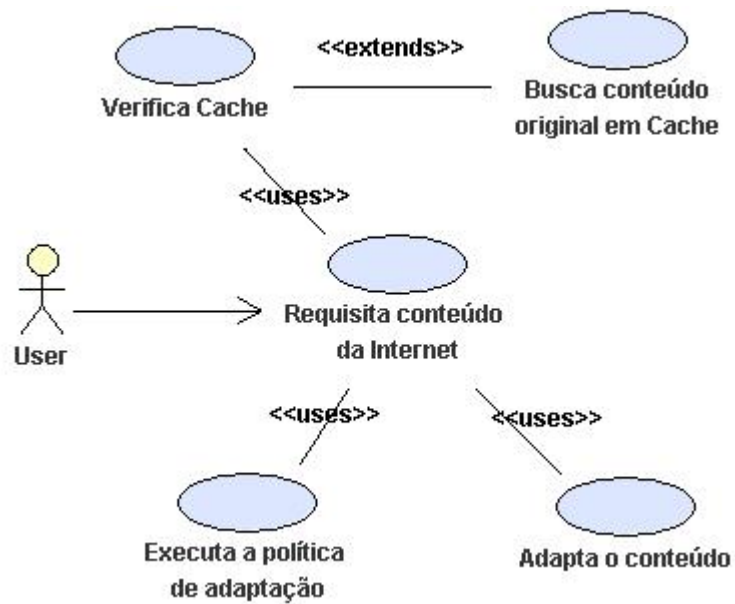 <<extends>>
Verifica Cache
Busca conteúdo
original em Cache
<<uses>>
User
Requisita conteúdo
da Internet
<<uses>>
<<uses>>
Executa a política
de adaptação
Adapta o conteúdo